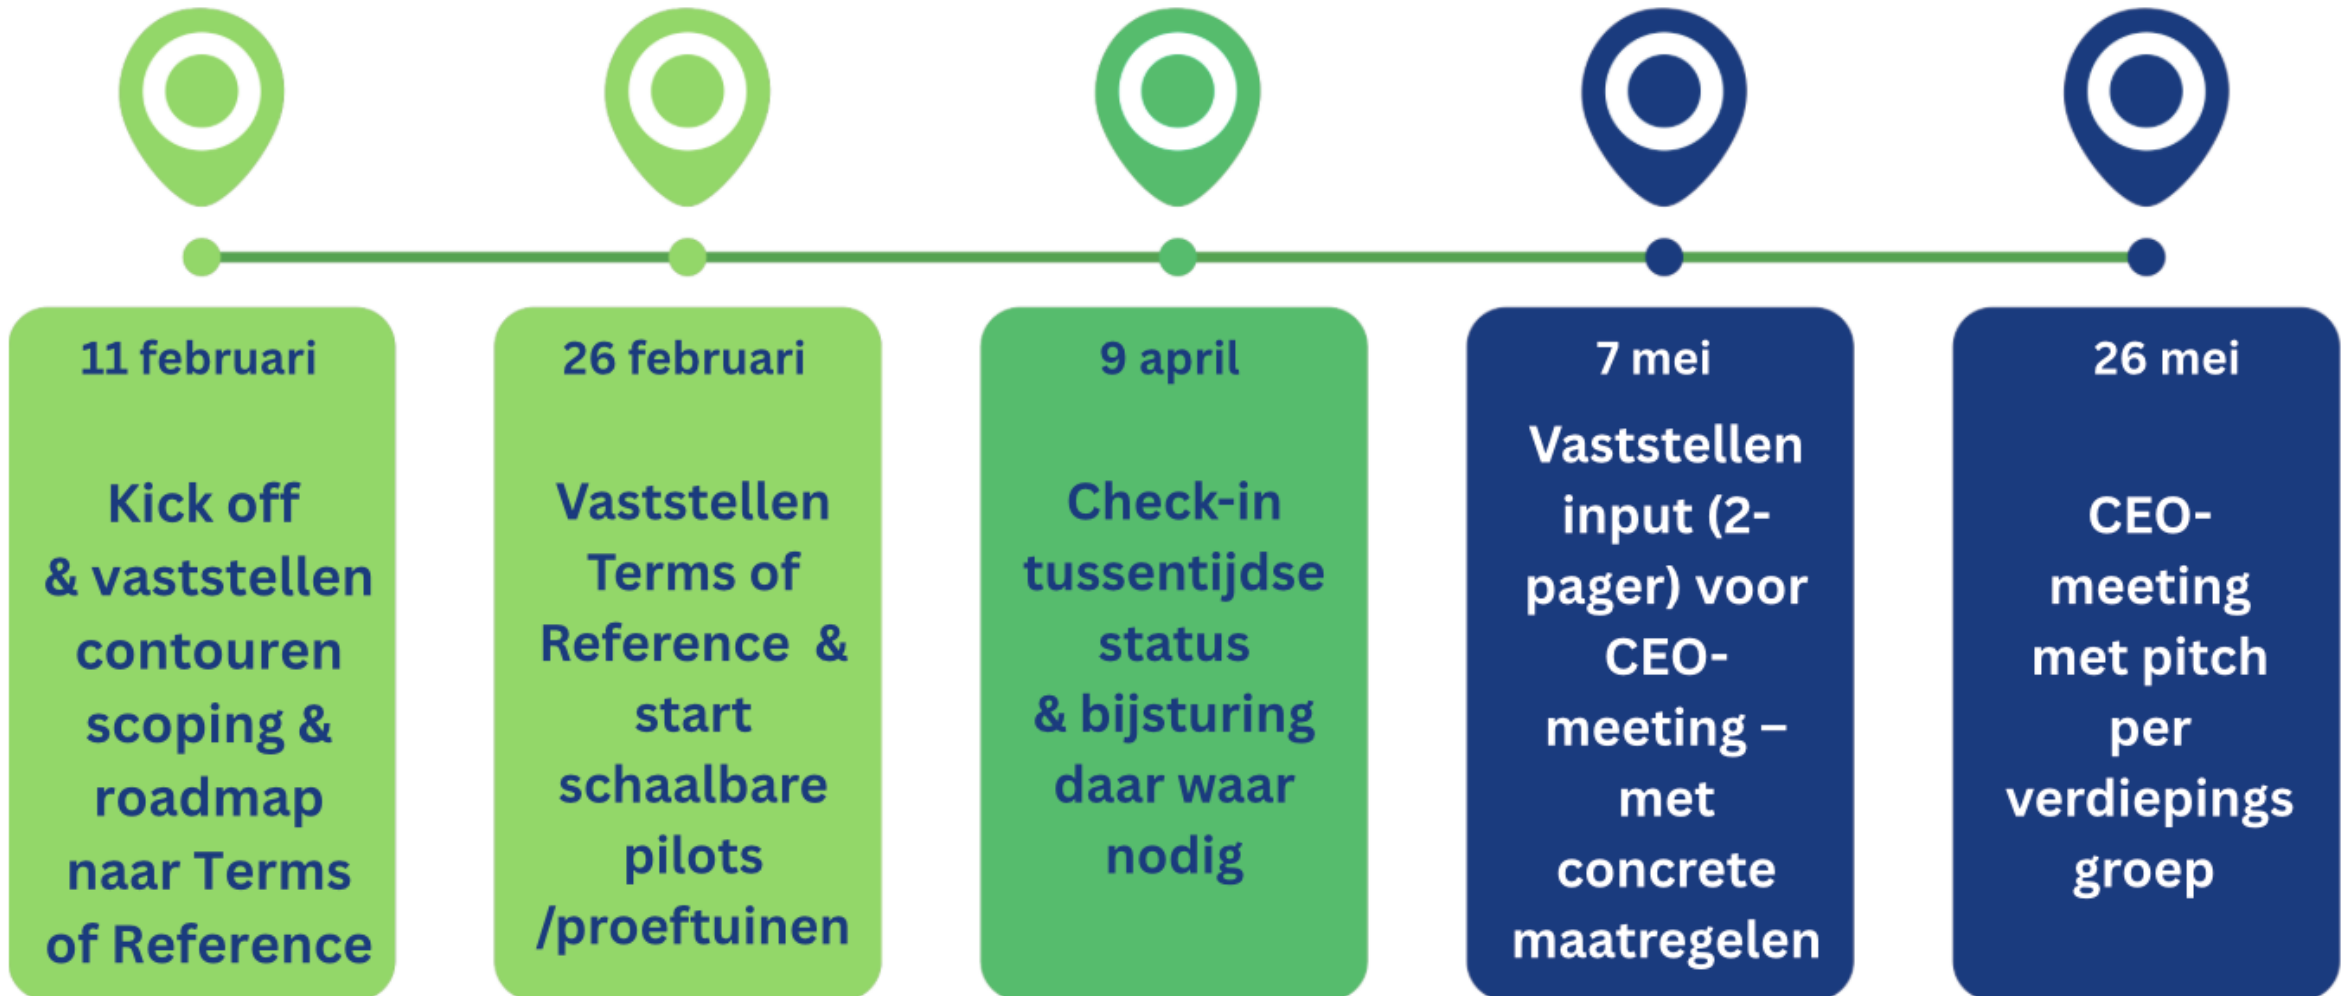 11 februari
Kick off
& vaststellen
contouren
scoping &
roadmap
naar Terms
of Reference
26 februari
Vaststellen
Terms of
Reference &
start
schaalbare
pilots
/proeftuinen
9 april
Check-in
tussentijdse
status
& bijsturing
daar waar
nodig
7 mei
Vaststellen
input (2-
pager) voor
CEO-
meeting –
met
concrete
maatregelen
26 mei
CEO-
meeting
met pitch
per
verdiepings
groep